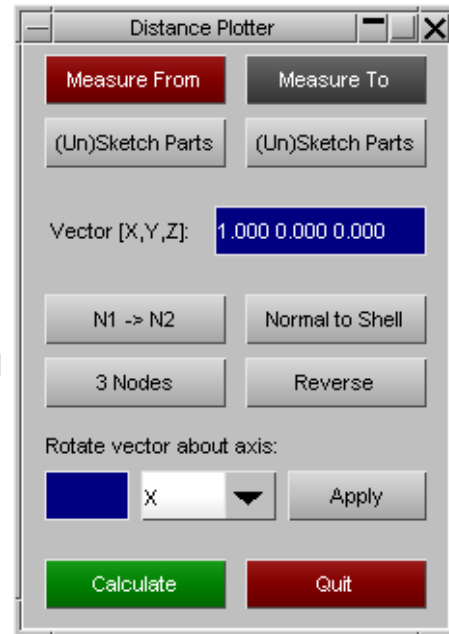 Distance Plotter
Measure From Measure To
(Un)Sketch Parts (Un)Sketch Parts
Vector [X,Y,Z]: 1.000 0.000 0.000
N1 -> N2 Normal to Shell
3 Nodes Reverse
Rotate vector about axis:
X Apply
Calculate Quit